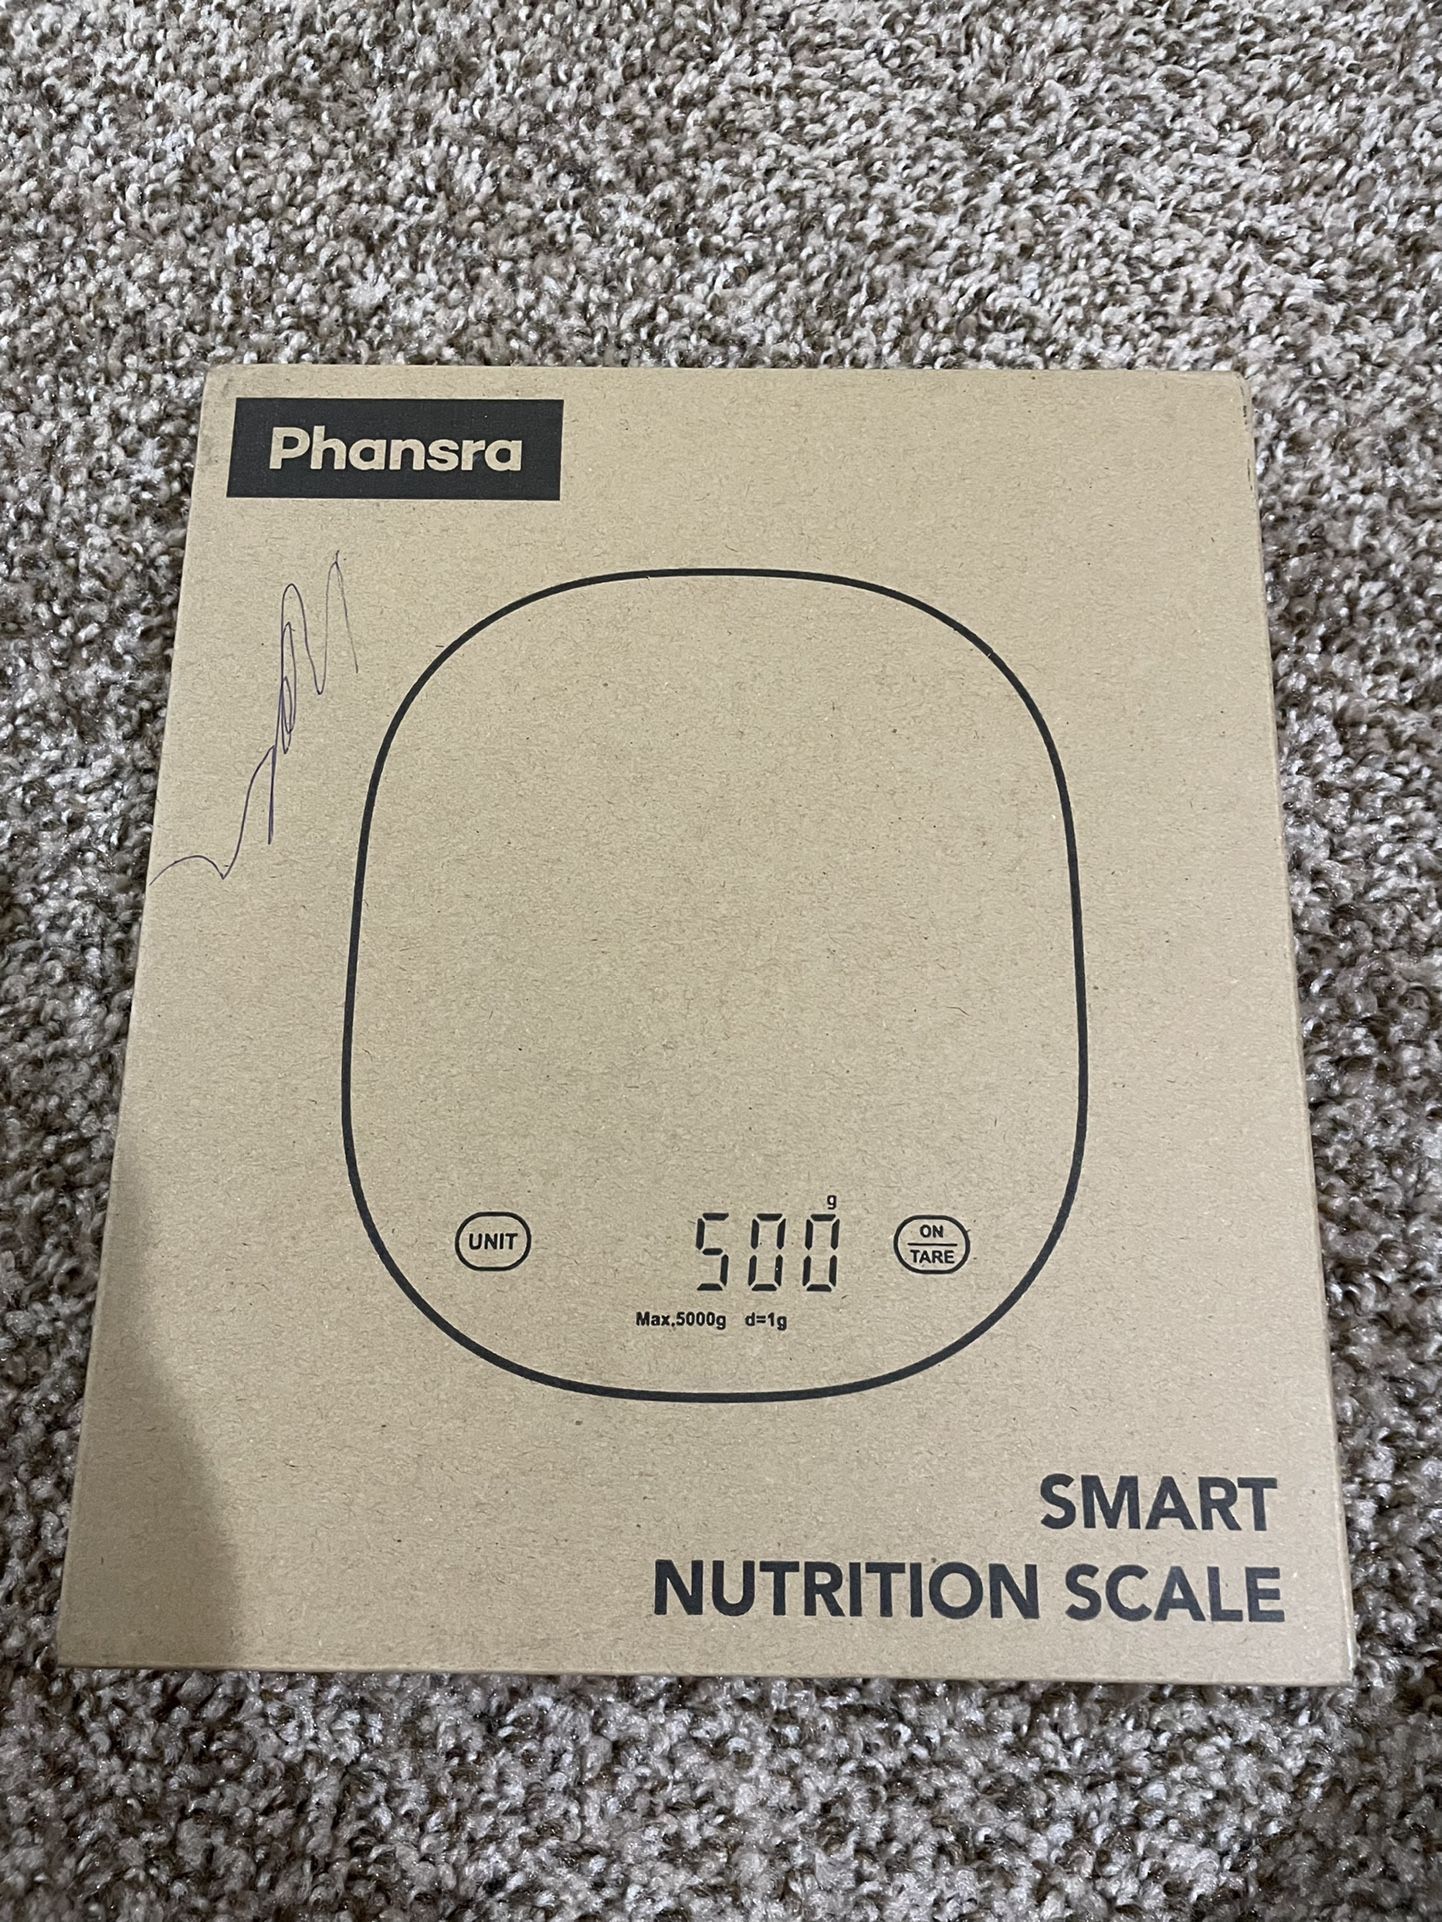 Phansra
g
UNIT 500 ON
TARE
Max.5000g d=1g
SMART
NUTRITION SCALE